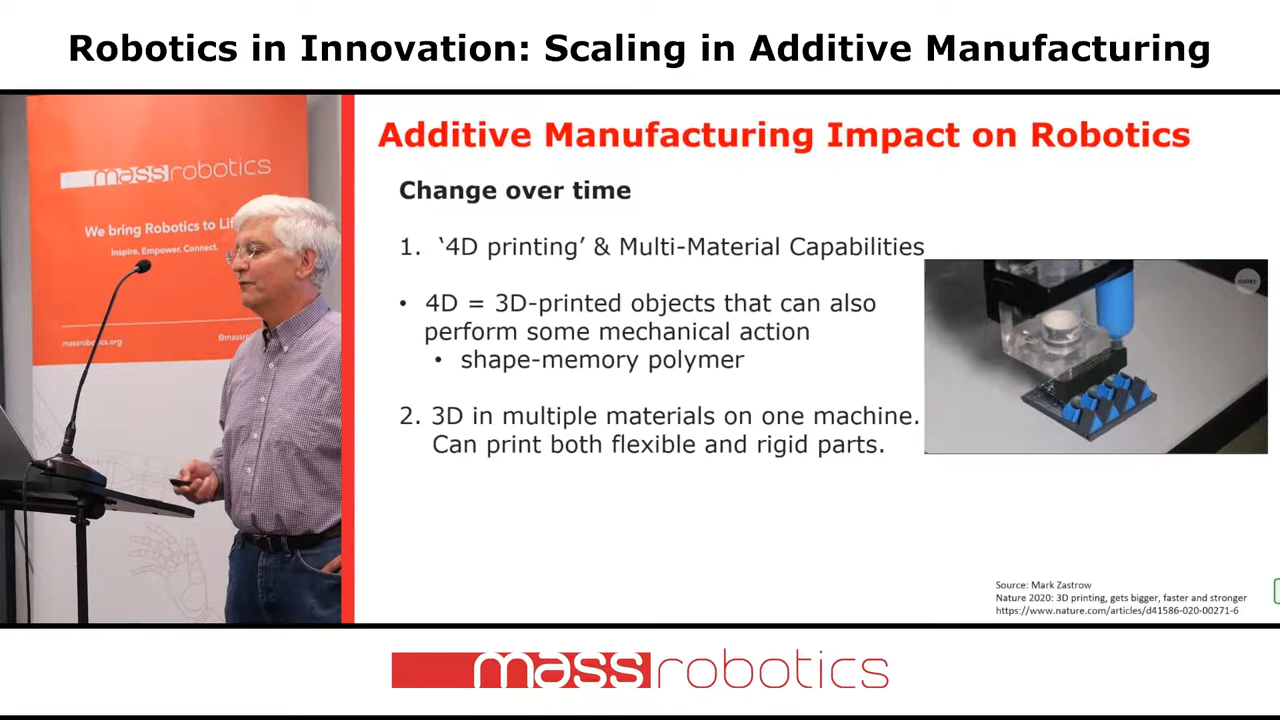 Robotics in Innovation: Scaling in Additive Manufacturing
massrobotics
We bring Robotics to
Inspire. Empower. Connect.
massrobotics.org
Additive Manufacturing Impact on Robotics
Change over time
1. ‘4D printing’ & Multi-Material Capabilities
• 4D = 3D-printed objects that can also
perform some mechanical action
• shape-memory polymer
2. 3D in multiple materials on one machine.
Can print both flexible and rigid parts.
Source: Mark Zastrow
Nature 2020: 3D printing, gets bigger, faster and stronger
https://www.nature.com/articles/d41586-020-00271-6
massrobotics